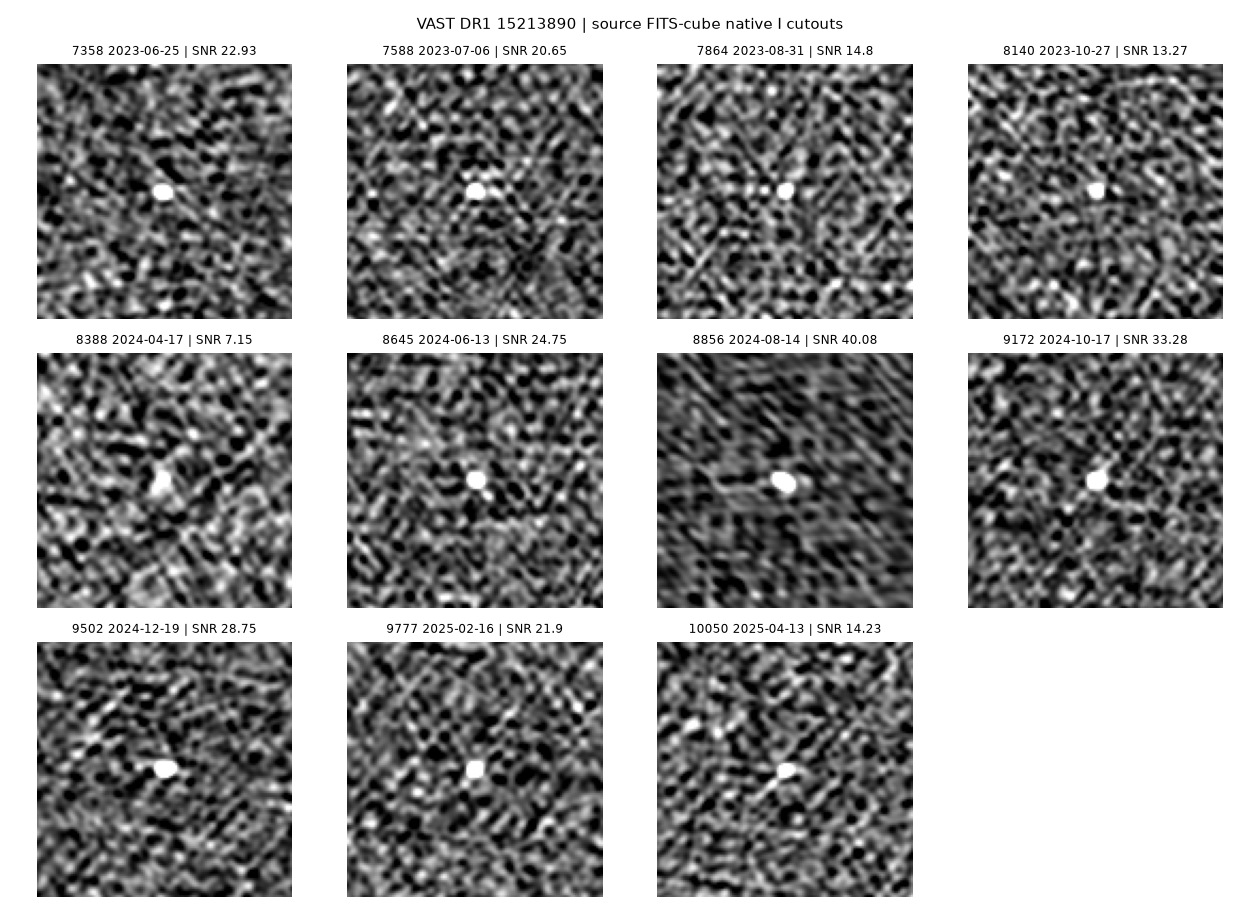 VAST DR1 15213890 | source FITS-cube native I cutouts
7358 2023-06-25 | SNR 22.93
7588 2023-07-06 | SNR 20.65
7864 2023-08-31 | SNR 14.8
8140 2023-10-27 | SNR 13.27
8388 2024-04-17 | SNR 7.15
8645 2024-06-13 | SNR 24.75
8856 2024-08-14 | SNR 40.08
9172 2024-10-17 | SNR 33.28
9502 2024-12-19 | SNR 28.75
9777 2025-02-16 | SNR 21.9
10050 2025-04-13 | SNR 14.23